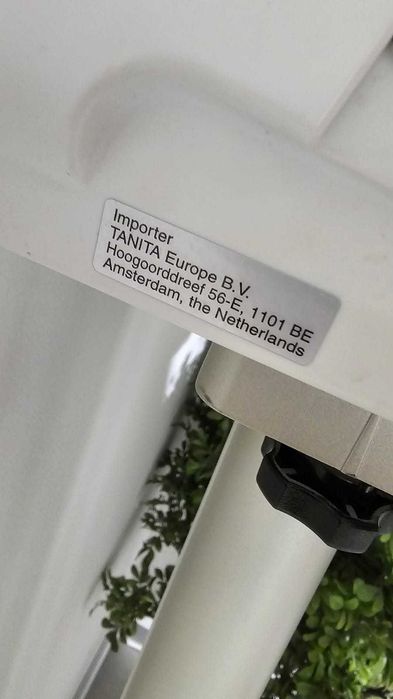 Importer
TANITA Europe B.V.
Hoogoorddreef 56-E, 1101 BE
Amsterdam, the Netherlands